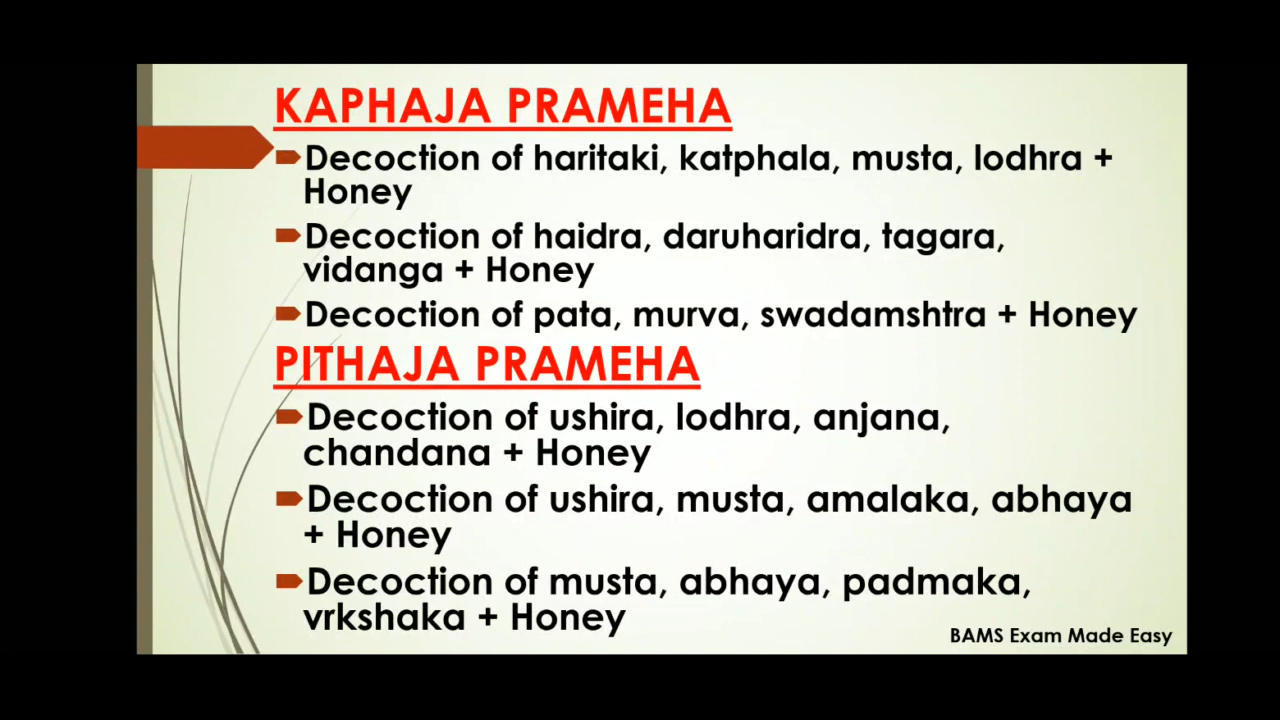 KAPHAJA PRAMEHA
Decoction of haritaki, katphala, musta, lodhra +
Honey
Decoction of haidra, daruharidra, tagara,
vidanga + Honey
Decoction of pata, murva, swadamshtra + Honey
PITHAJA PRAMEHA
Decoction of ushira, lodhra, anjana,
chandana + Honey
Decoction of ushira, musta, amalaka, abhaya
+ Honey
Decoction of musta, abhaya, padmaka,
vrkshaka + Honey
BAMS Exam Made Easy